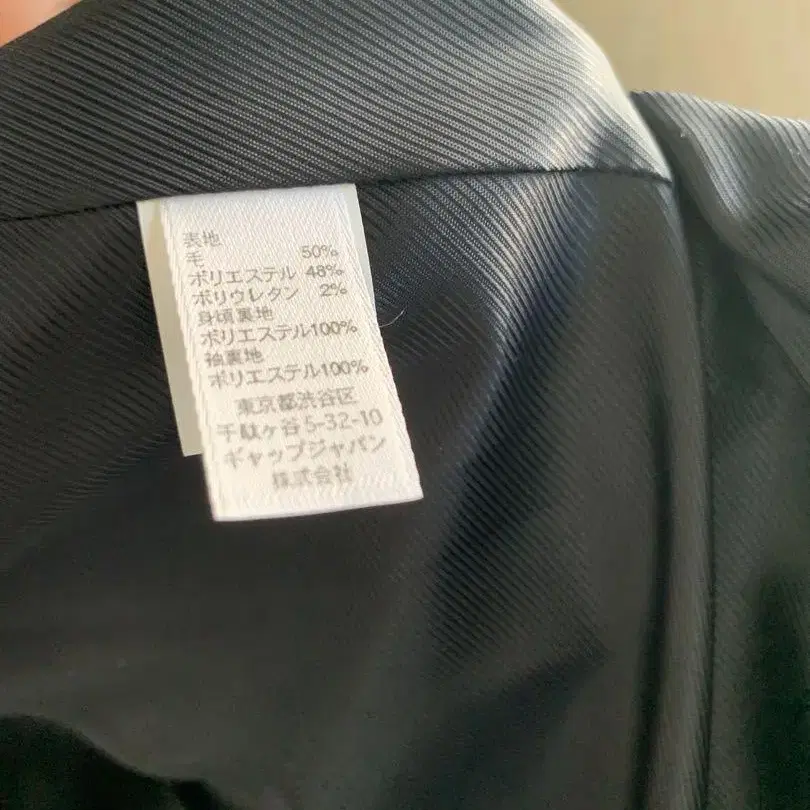 表地
毛 50%
ポリエステル 48%
ポリウレタン 2%
身頃裏地
ポリエステル100%
袖裏地
ポリエステル100%
東京都渋谷区
千駄ヶ谷5-32-10
ギャップジャパン
株式会社